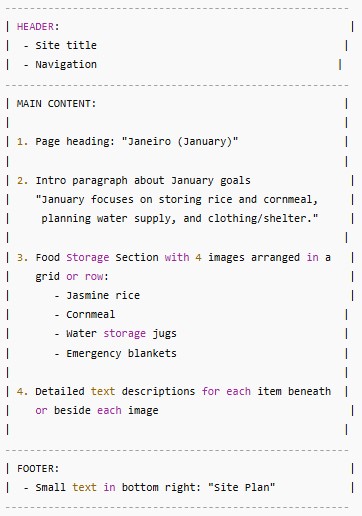 HEADER:
- Site title
- Navigation
MAIN CONTENT:
1. Page heading: "Janeiro (January)"
2. Intro paragraph about January goals
"January focuses on storing rice and cornmeal,
planning water supply, and clothing/shelter."
3. Food Storage Section with 4 images arranged in a
grid or row:
- Jasmine rice
- Cornmeal
- Water storage jugs
- Emergency blankets
4. Detailed text descriptions for each item beneath
or beside each image
FOOTER:
- Small text in bottom right: "Site Plan"